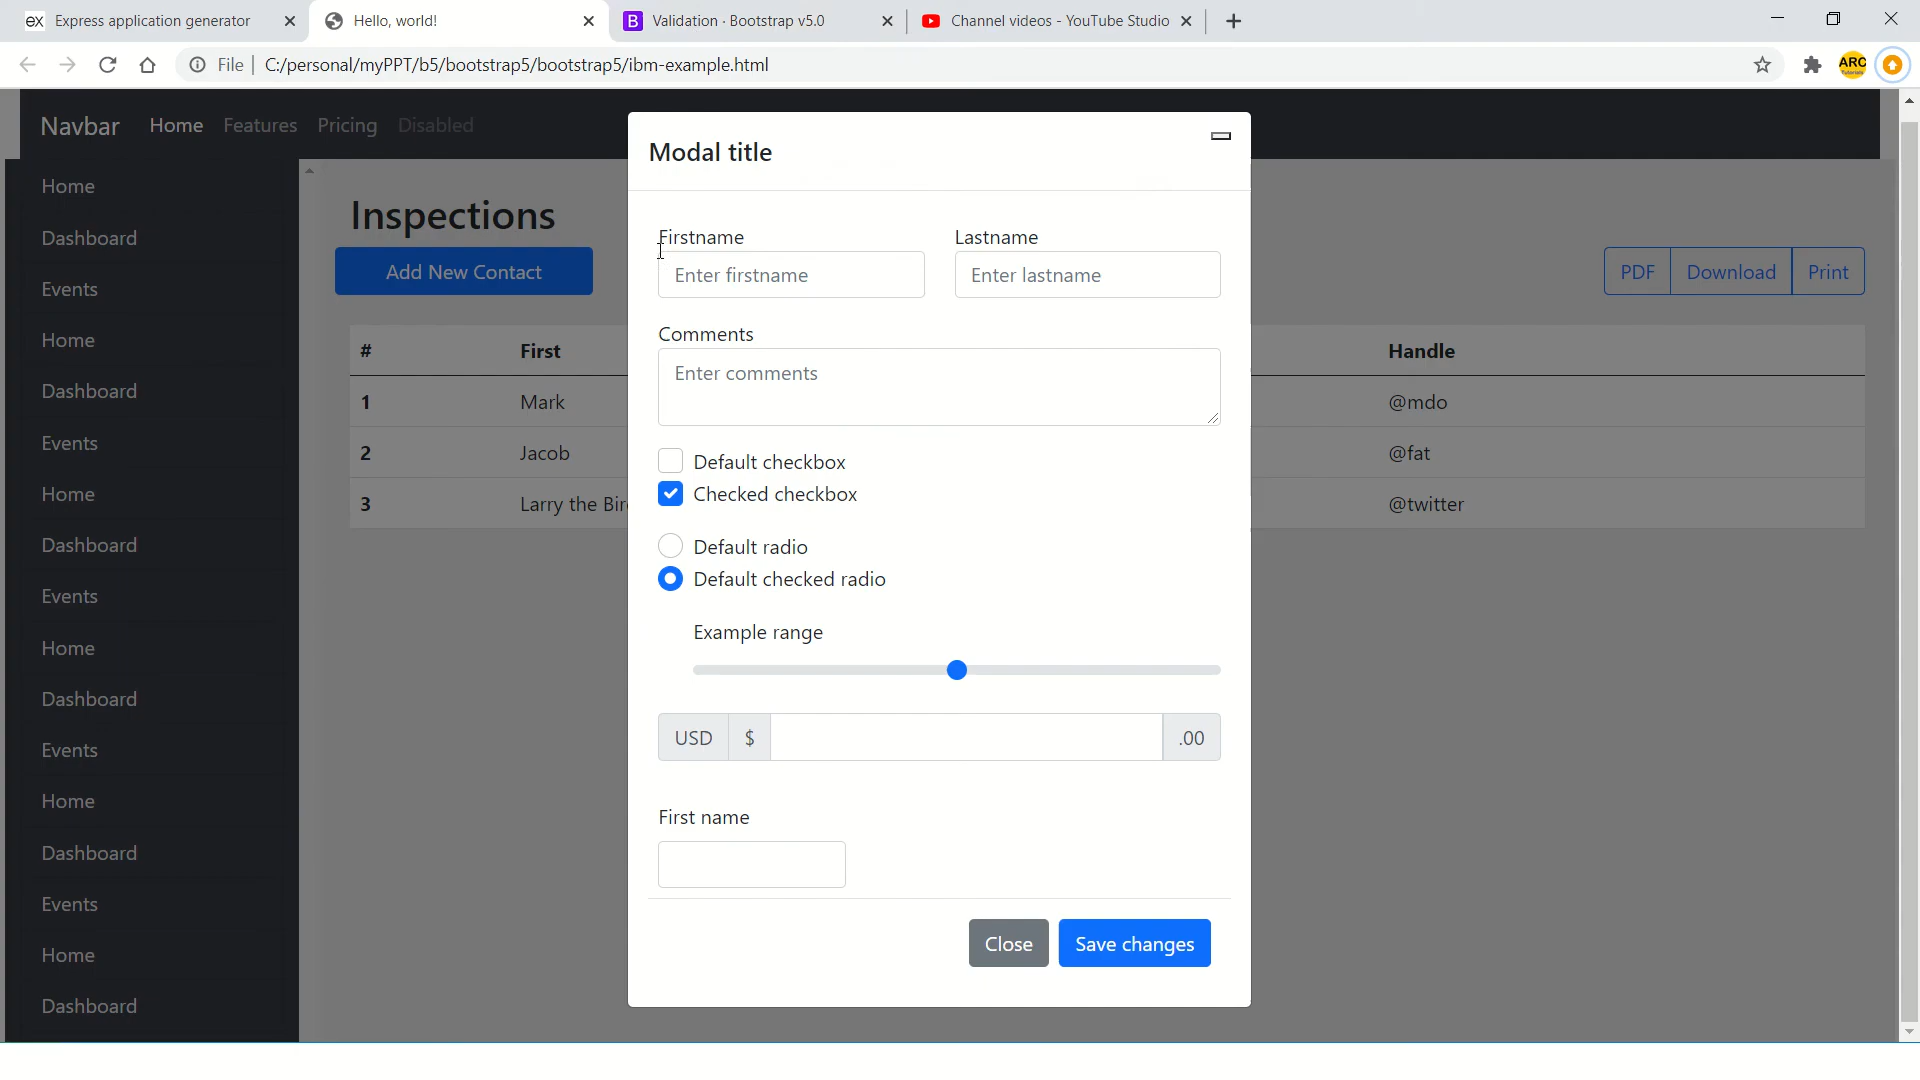 Express application generator
Hello, world!
Validation · Bootstrap v5.0
Channel videos - YouTube Studio
File
C:/personal/myPPT/b5/bootstrap5/bootstrap5/ibm-example.html
ARC
Tutorials
Navbar
Home
Features
Pricing
Disabled
Home
Dashboard
Events
Home
Dashboard
Events
Home
Dashboard
Events
Home
Dashboard
Events
Home
Dashboard
Events
Home
Dashboard
Inspections
Add New Contact
PDF
Download
Print
# First Handle
1 Mark @mdo
2 Jacob @fat
3 Larry the Bir @twitter
Modal title
Firstname
Lastname
Enter firstname
Enter lastname
Comments
Enter comments
Default checkbox
Checked checkbox
Default radio
Default checked radio
Example range
USD $ .00
First name
Close
Save changes